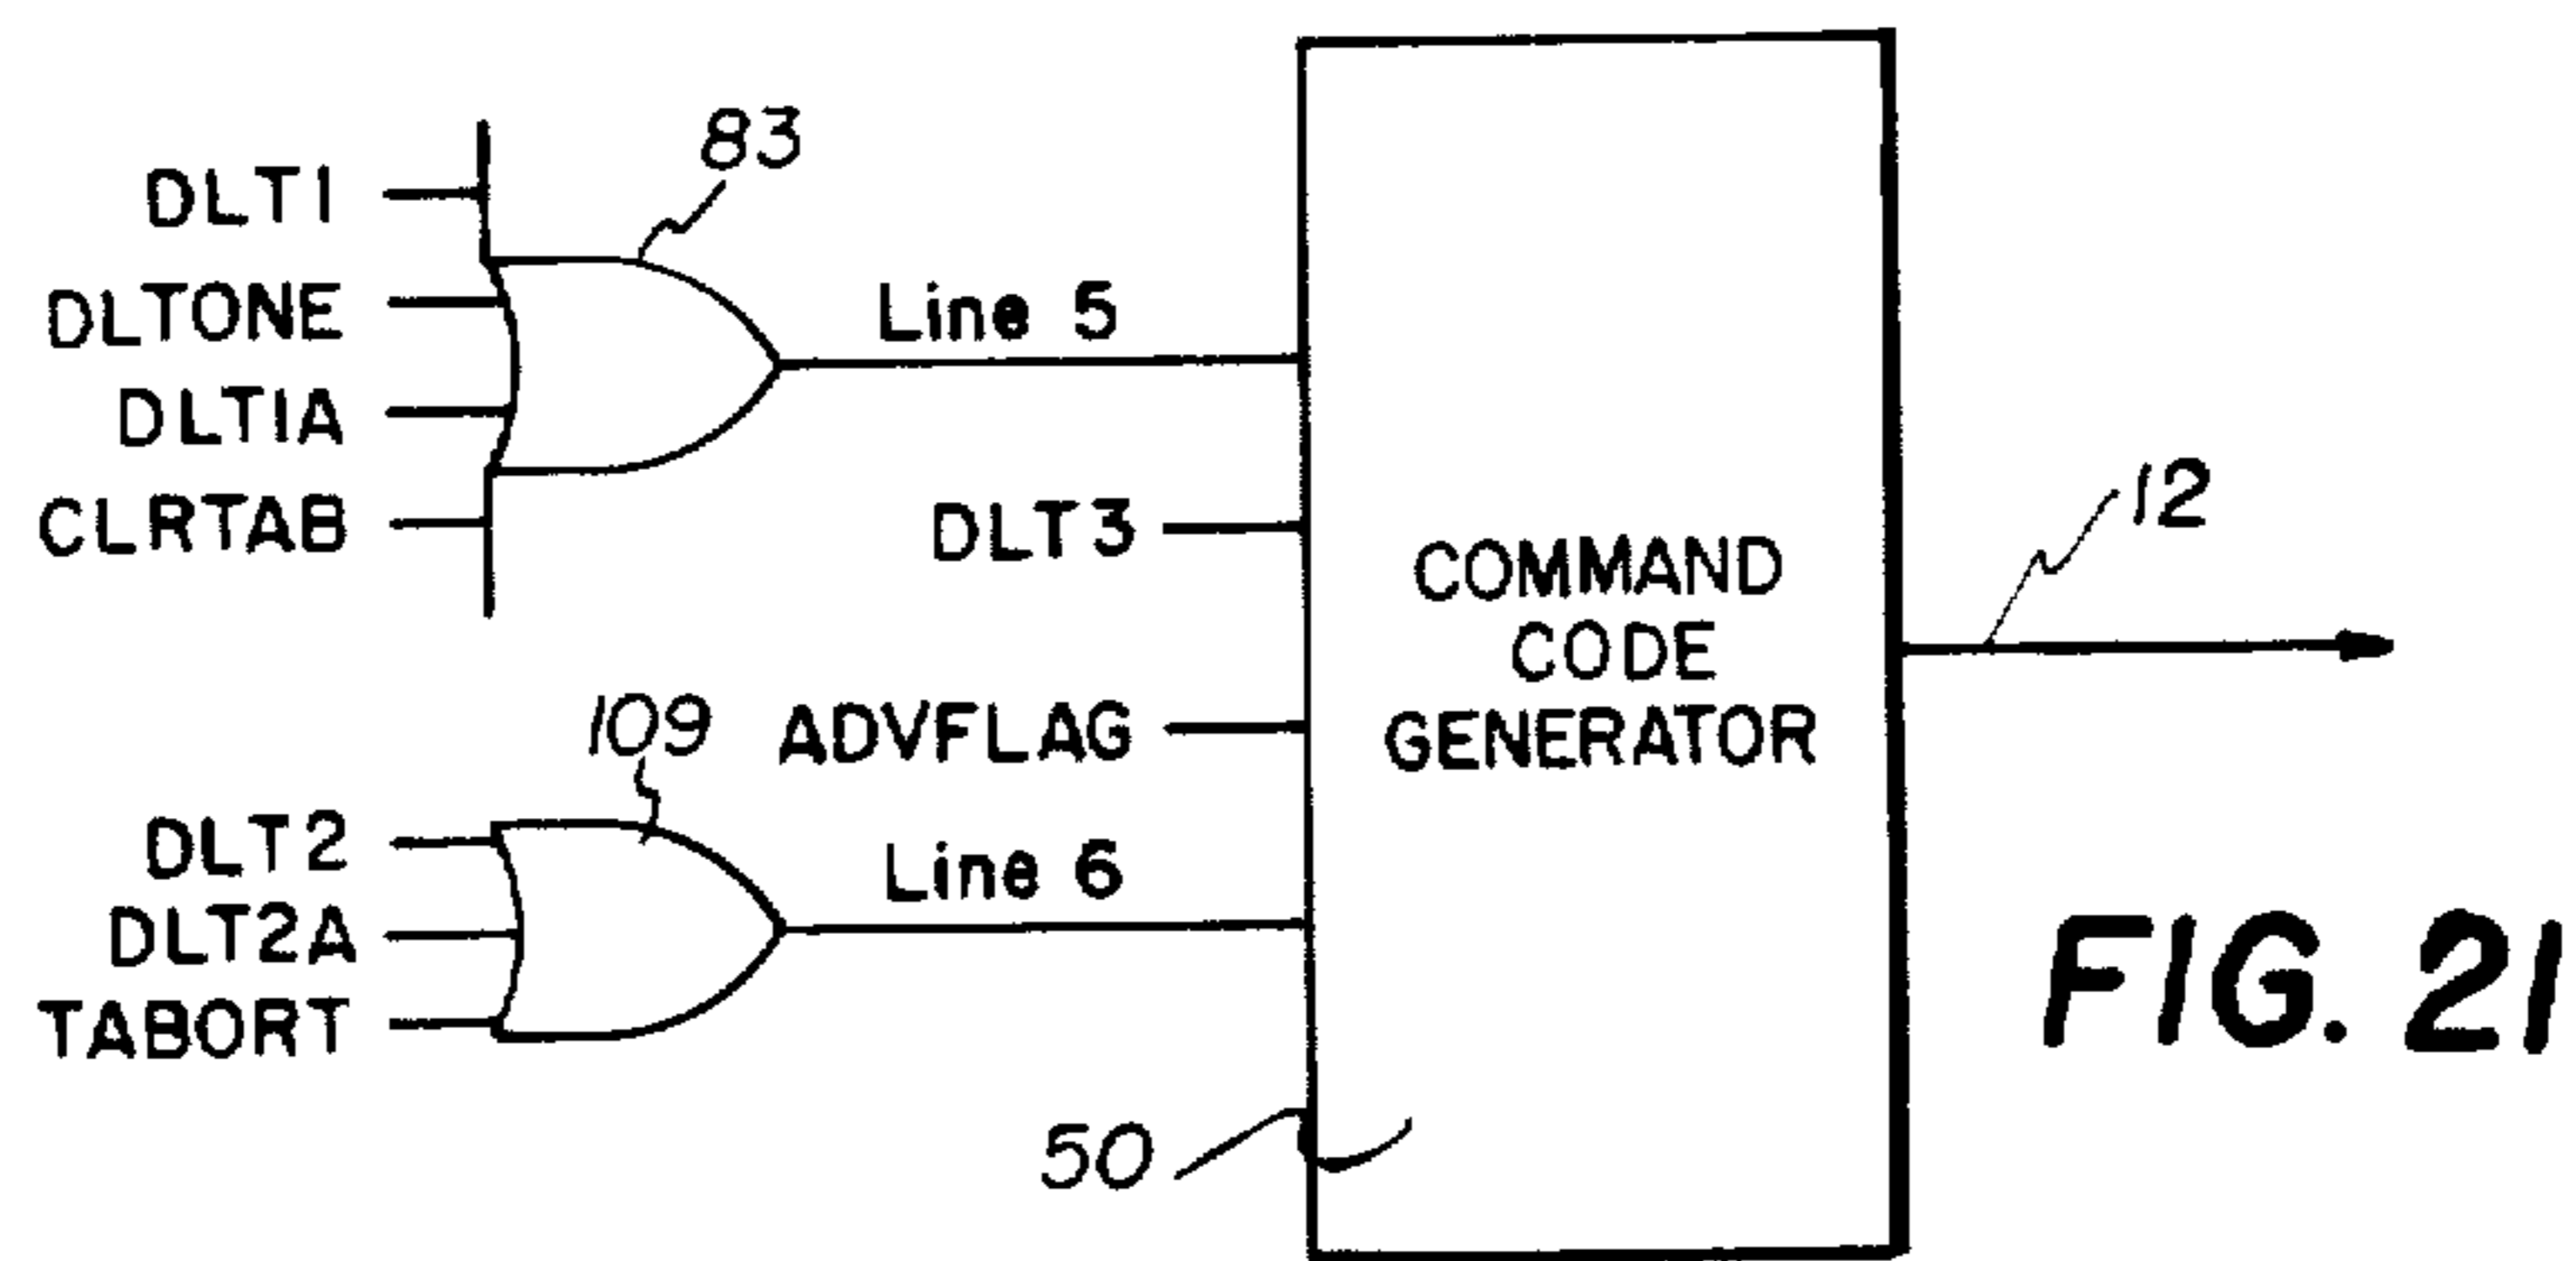 83
DLT1
DLTONE
DLT1A
CLRTAB
Line 5
DLT3
ADVFLAG
109
DLT2
DLT2A
TABORT
Line 6
COMMAND
CODE
GENERATOR
50
12
FIG. 21